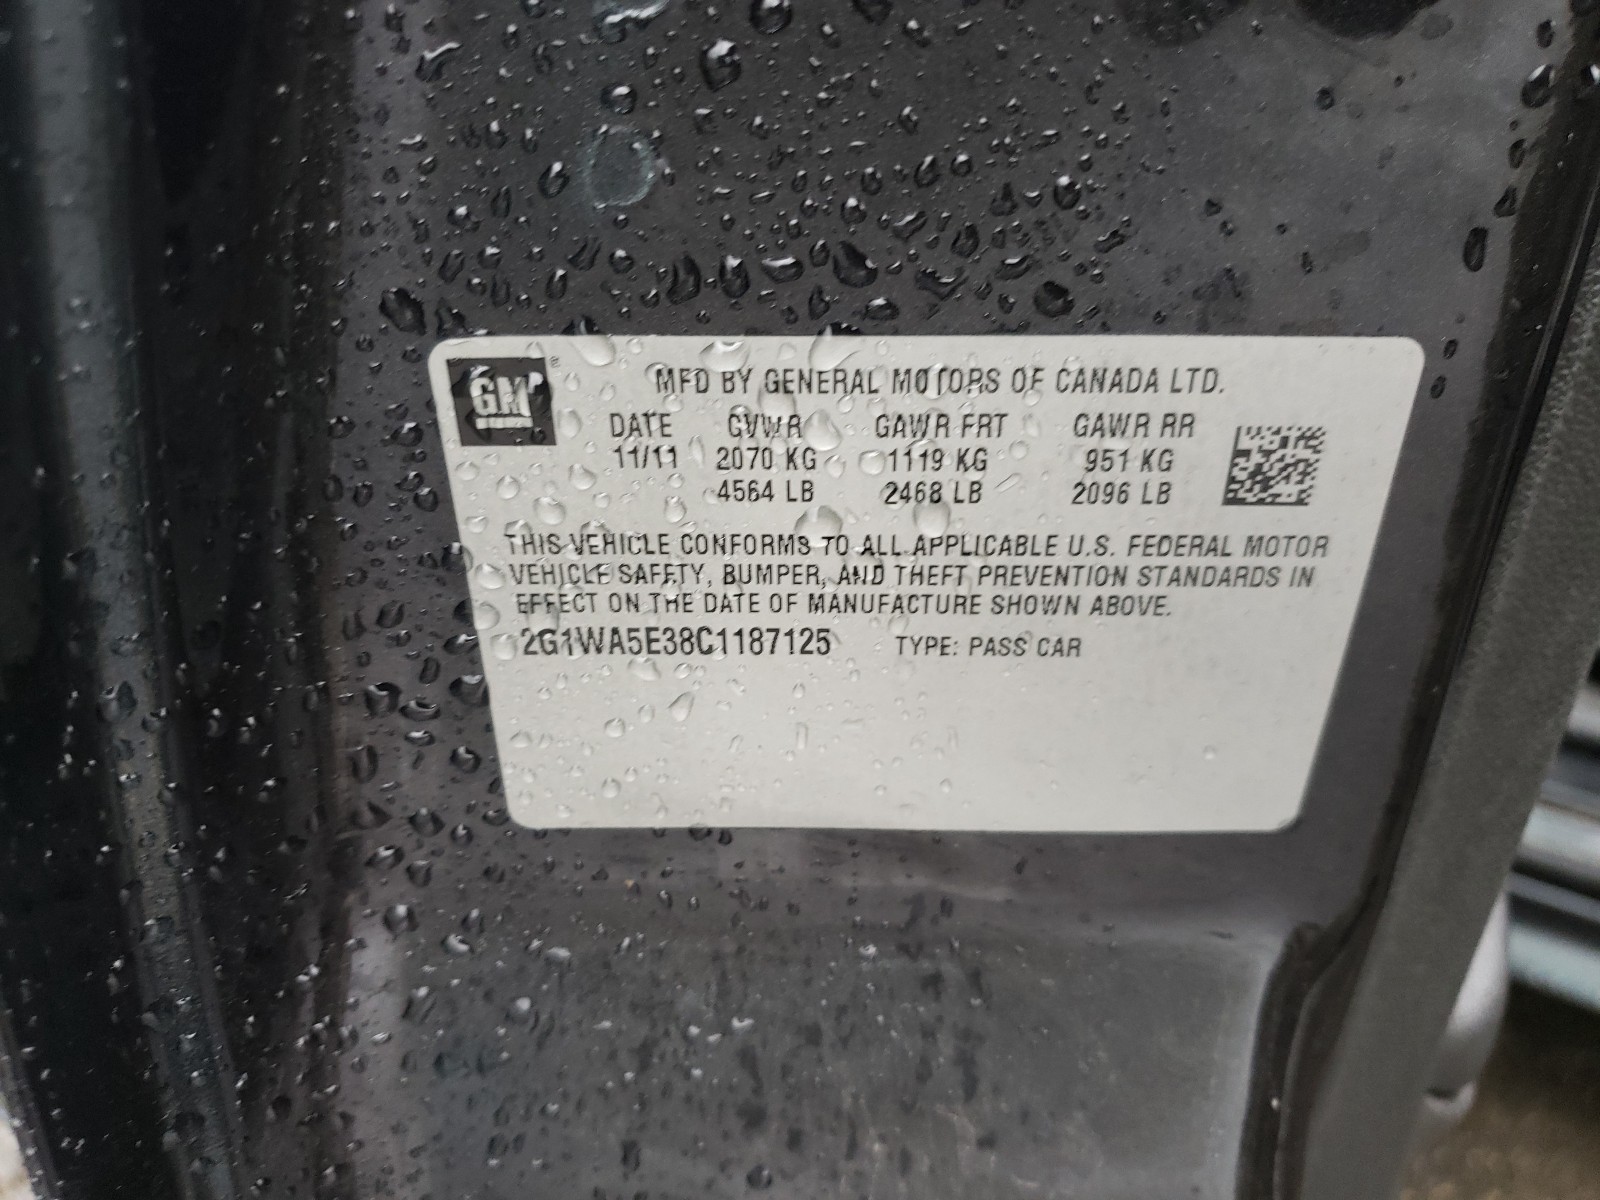 GM
MFD BY GENERAL MOTORS OF CANADA LTD.
DATE GVWR GAWR FRT GAWR RR
11/11 2070 KG 1119 KG 951 KG
4564 LB 2468 LB 2096 LB
THIS VEHICLE CONFORMS TO ALL APPLICABLE U.S. FEDERAL MOTOR
VEHICLE SAFETY, BUMPER, AND THEFT PREVENTION STANDARDS IN
EFFECT ON THE DATE OF MANUFACTURE SHOWN ABOVE.
2G1WA5E38C1187125 TYPE: PASS CAR